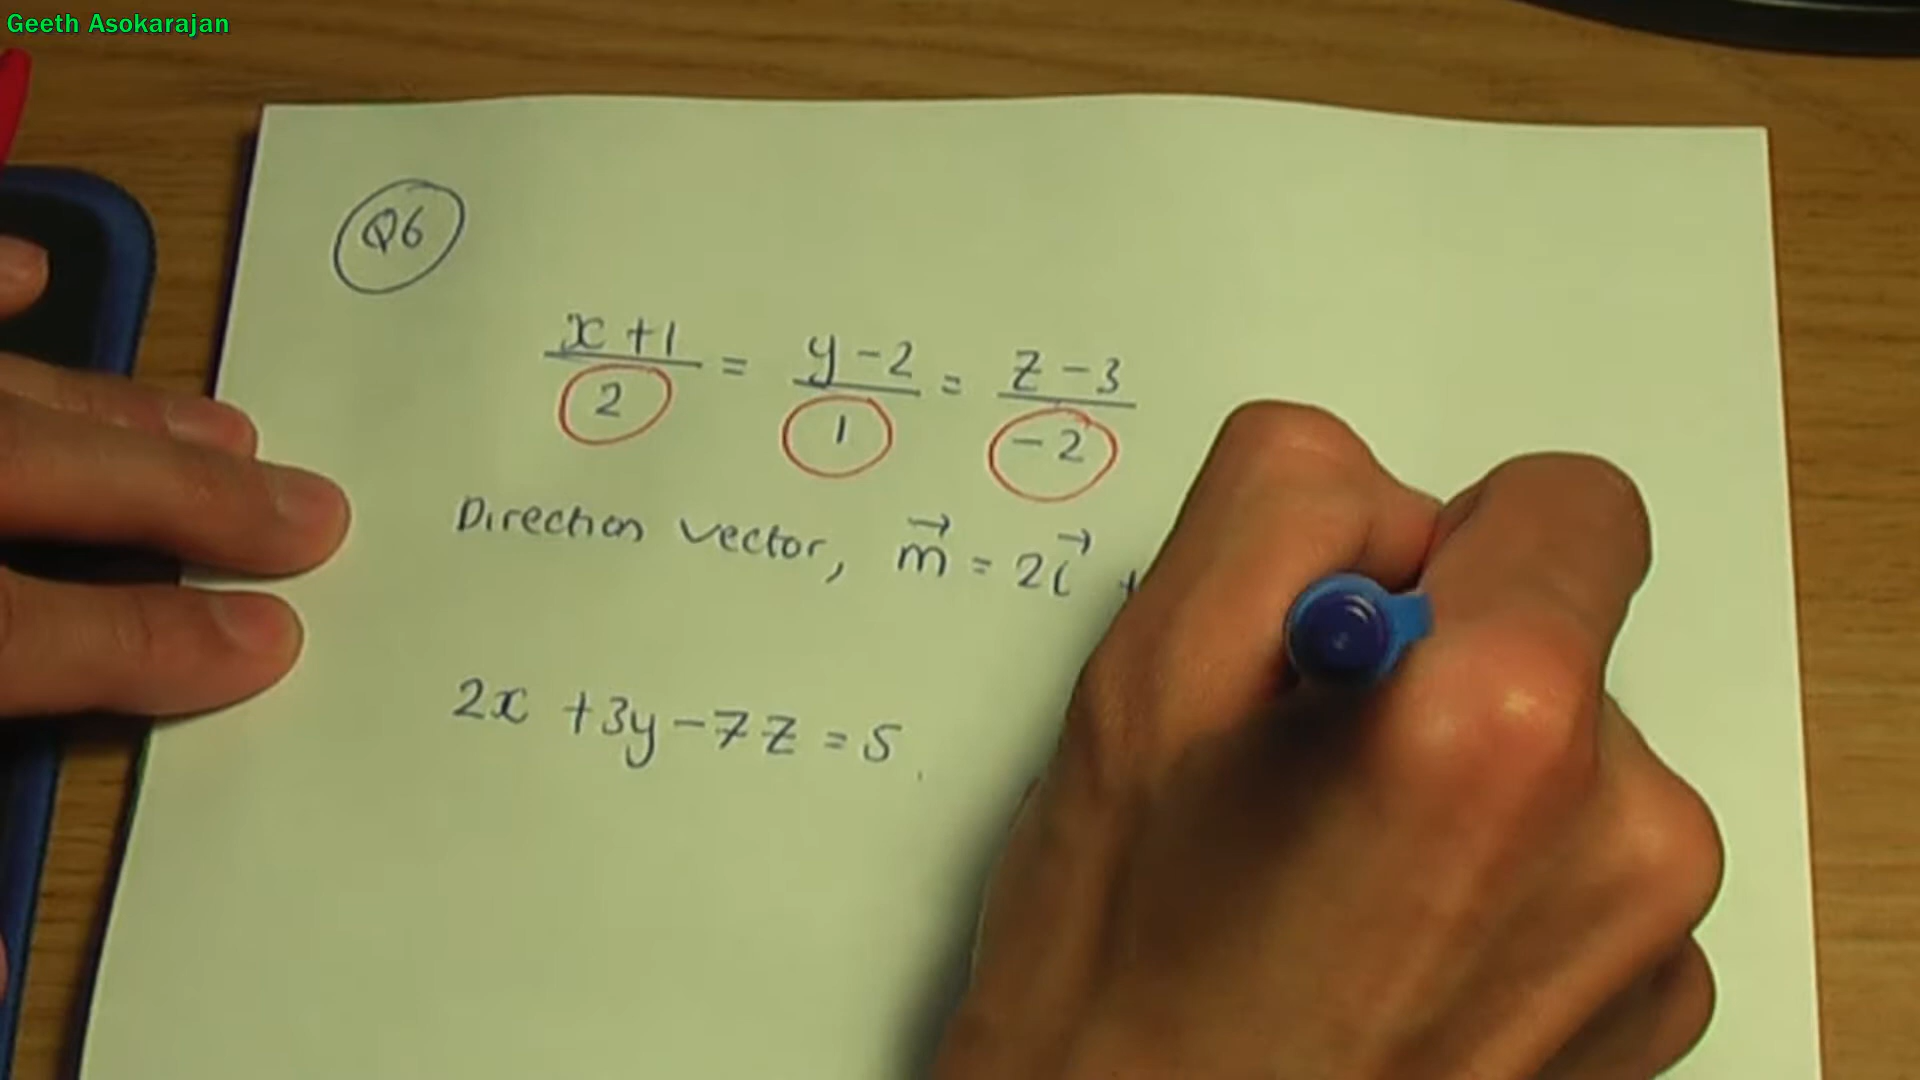 Geeth Asokarajan
Q6
x+1/2 = y-2/1 = z-3/-2
Direction vector, m⃗ = 2i⃗ +
2x +3y-7z = 5